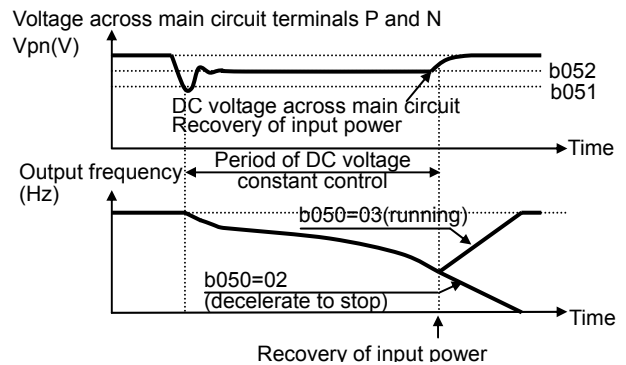 Voltage across main circuit terminals P and N
Vpn(V)
b052
b051
DC voltage across main circuit
Recovery of input power
Time
Output frequency
(Hz)
Period of DC voltage
constant control
b050=03(running)
b050=02
(decelerate to stop)
Time
Recovery of input power